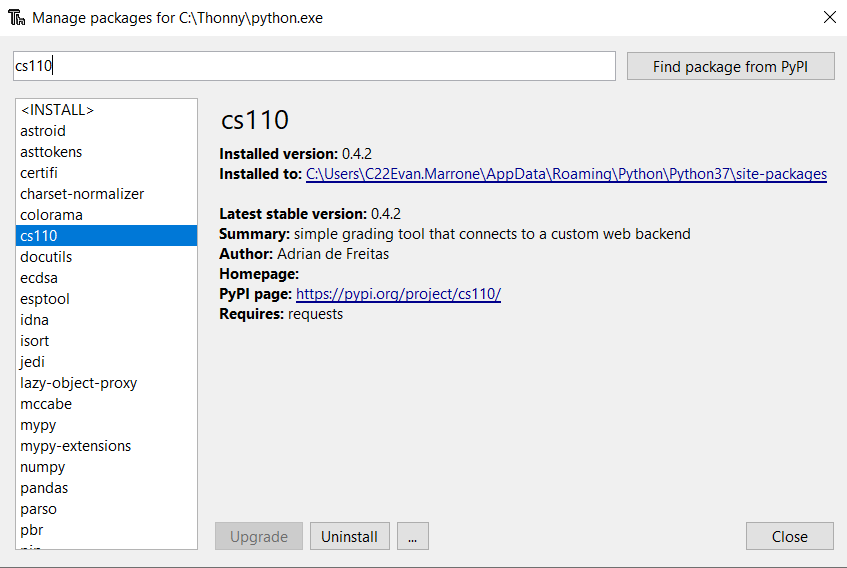 Th Manage packages for C:\Thonny\python.exe
cs110
Find package from PyPI
<INSTALL>
astroid
asttokens
certifi
charset-normalizer
colorama
cs110
docutils
ecdsa
esptool
idna
isort
jedi
lazy-object-proxy
mccabe
mypy
mypy-extensions
numpy
pandas
parso
pbr
cs110
Installed version: 0.4.2
Installed to: C:\Users\C22Evan.Marrone\AppData\Roaming\Python\Python37\site-packages
Latest stable version: 0.4.2
Summary: simple grading tool that connects to a custom web backend
Author: Adrian de Freitas
Homepage:
PyPI page: https://pypi.org/project/cs110/
Requires: requests
Upgrade
Uninstall
...
Close